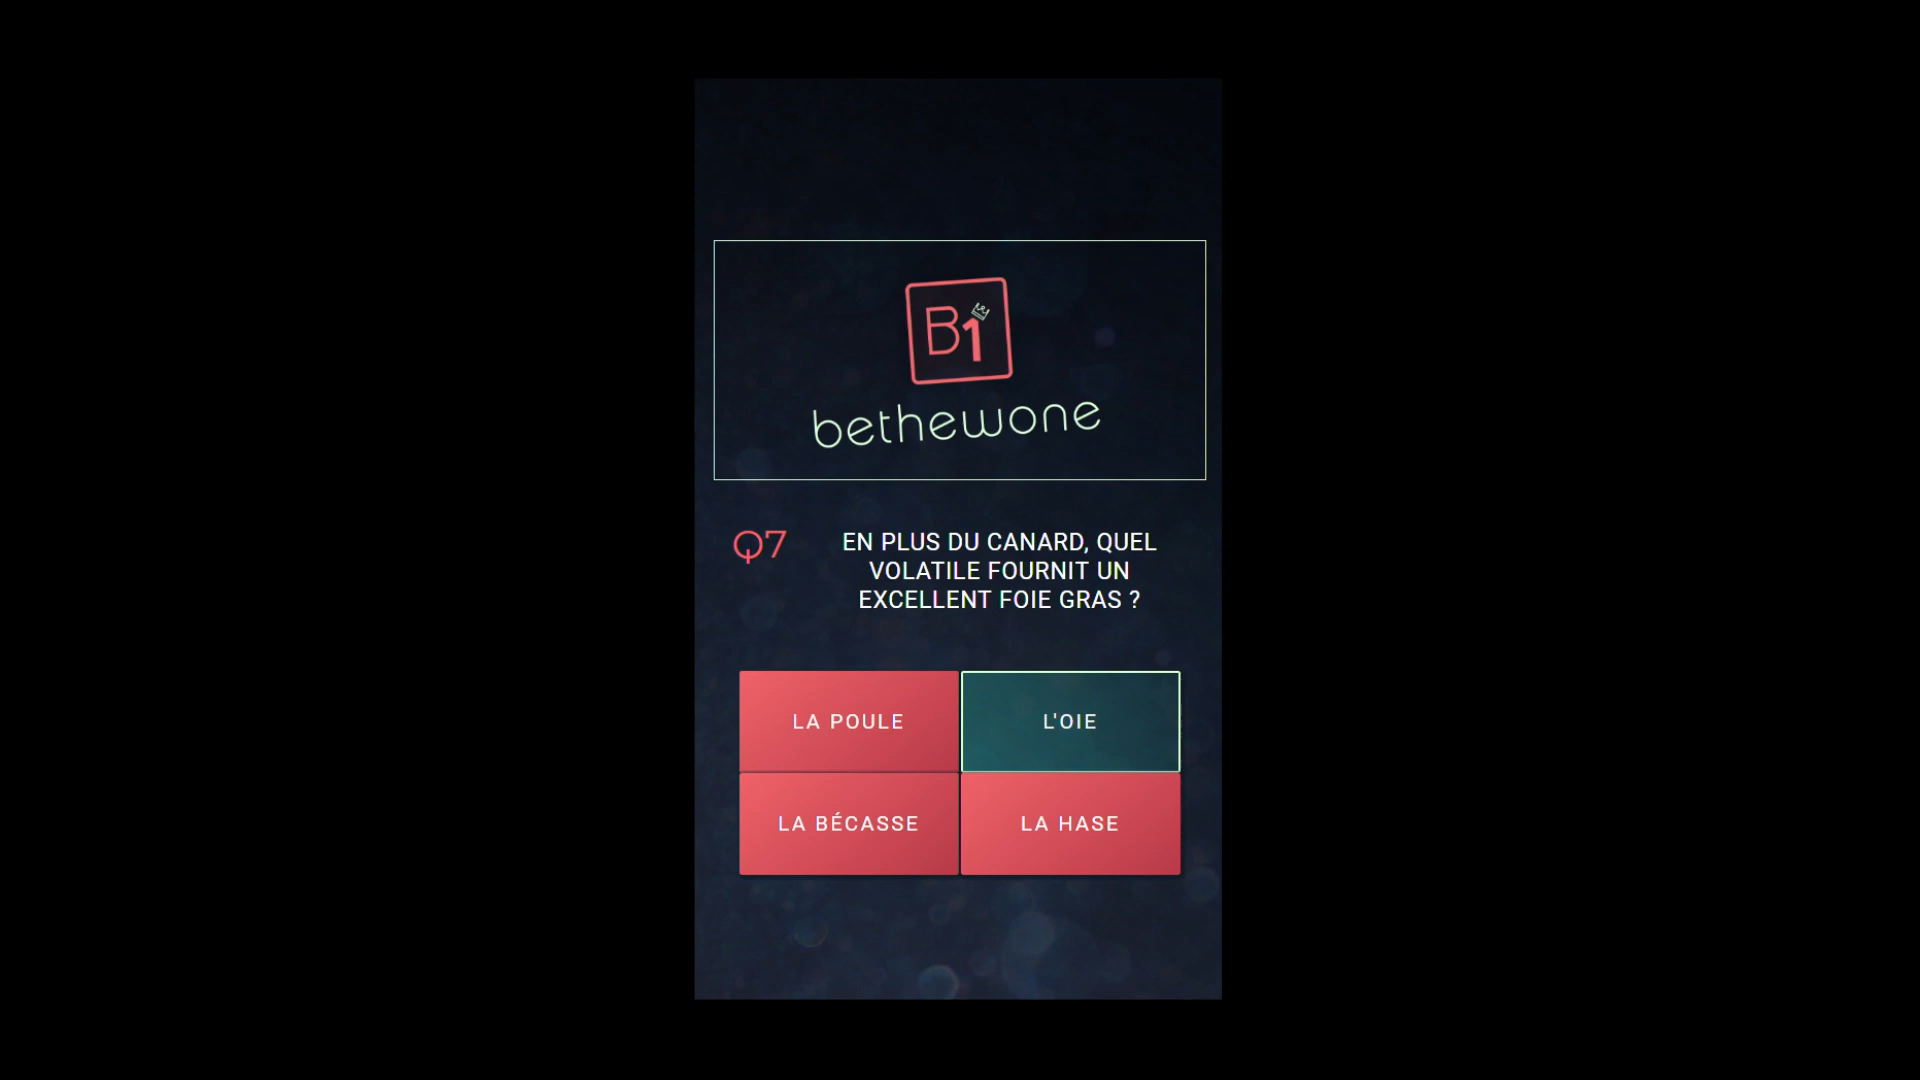 B1
bethewone
Q7
EN PLUS DU CANARD, QUEL
VOLATILE FOURNIT UN
EXCELLENT FOIE GRAS ?
LA POULE
L'OIE
LA BÉCASSE
LA HASE